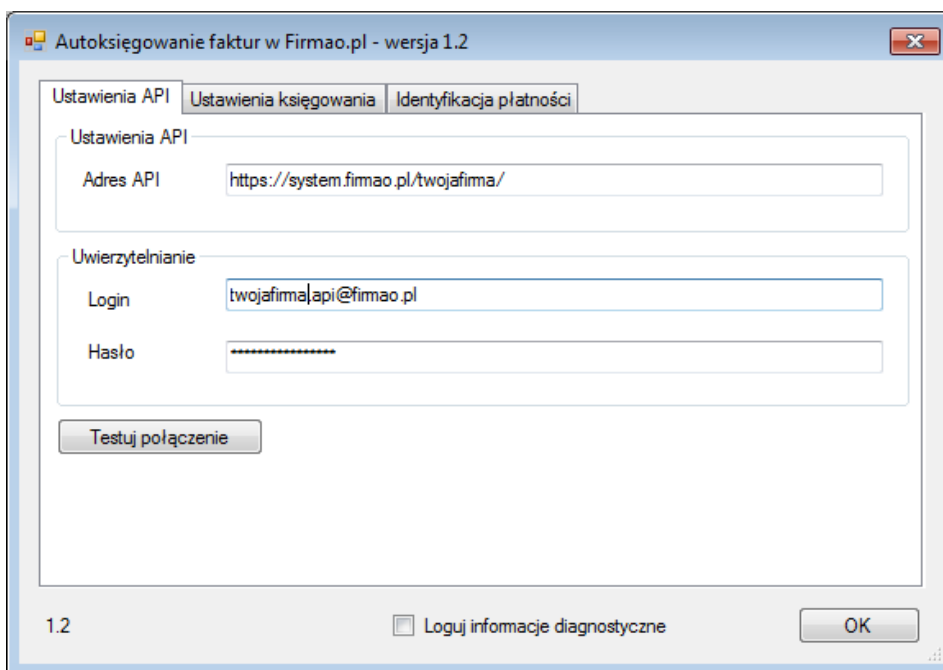 Autoksięgowanie faktur w Firmao.pl - wersja 1.2
Ustawienia API Ustawienia księgowania Identyfikacja płatności
Ustawienia API
Adres API https://system.firmao.pl/twojafirma/
Uwierzytelnianie
Login twojafirma.api@firmao.pl
Hasło ****************
Testuj połączenie
1.2 Loguj informacje diagnostyczne OK